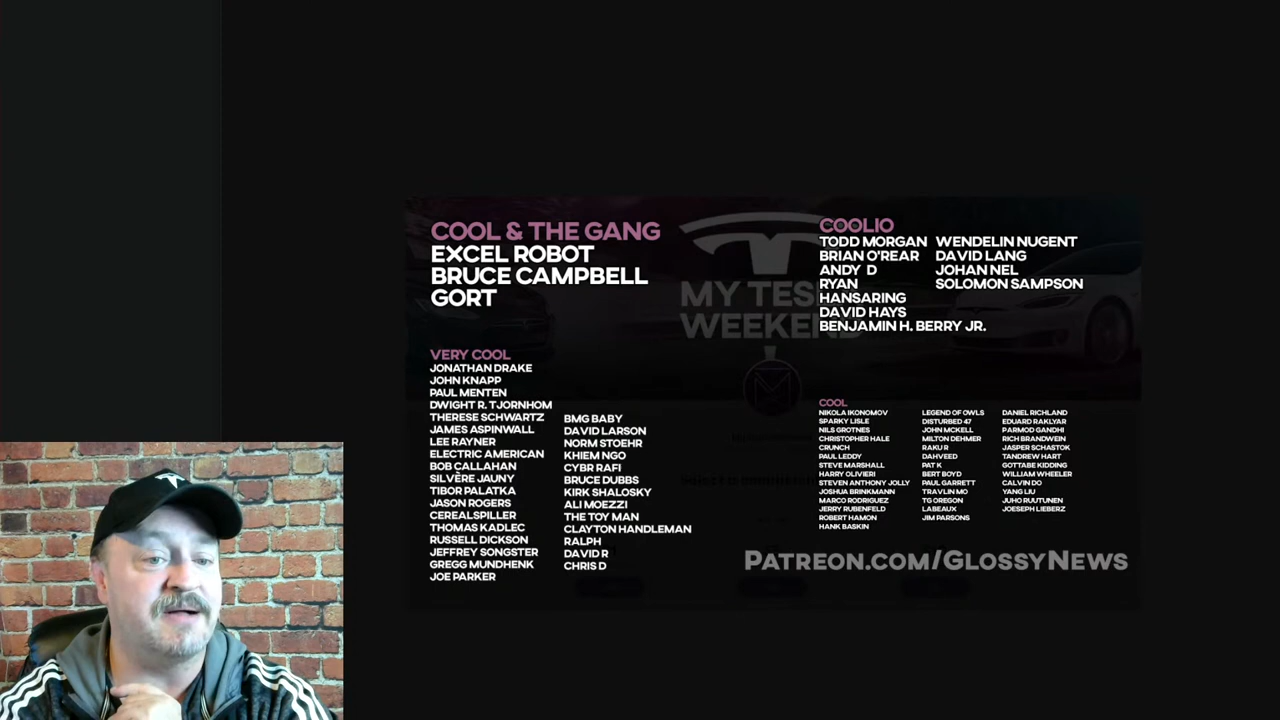 COOL & THE GANG
EXCEL ROBOT
BRUCE CAMPBELL
GORT
COOLIO
TODD MORGAN
BRIAN O'REAR
ANDY D
RYAN
HANSARING
DAVID HAYS
BENJAMIN H. BERRY JR.
WENDELIN NUGENT
DAVID LANG
JOHAN NEL
SOLOMON SAMPSON
MY TES
WEEKEND
VERY COOL
JONATHAN DRAKE
JOHN KNAPP
PAUL MENTEN
DWIGHT R. TJORNHOM
THERESE SCHWARTZ
JAMES ASPINWALL
LEE RAYNER
ELECTRIC AMERICAN
BOB CALLAHAN
SILVÈRE JAUNY
TIBOR PALATKA
JASON ROGERS
CEREALSPILLER
THOMAS KADLEC
RUSSELL DICKSON
JEFFREY SONGSTER
GREGG MUNDHENK
JOE PARKER
BMG BABY
DAVID LARSON
NORM STOEHR
KHIEM NGO
CYBR RAFI
BRUCE DUBBS
KIRK SHALOSKY
ALI MOEZZI
THE TOY MAN
CLAYTON HANDLEMAN
RALPH
DAVID R
CHRIS D
COOL
NIKOLA IKONOMOV
SPARKY LISLE
NILS GROTNES
CHRISTOPHER HALE
CRUNCH
PAUL LEDDY
STEVE MARSHALL
HARRY OLIVIERI
STEVEN ANTHONY JOLLY
JOSHUA BRINKMANN
MARCO RODRIGUEZ
JERRY RUBENFELD
ROBERT HAMON
HANK BASKIN
LEGEND OF OWLS
DISTURBED 47
JOHN MCKELL
MILTON DEHMER
RAKU R
DAHVEED
PAT K
BERT BOYD
PAUL GARRETT
TRAVLIN MO
TG OREGON
LABEAUX
JIM PARSONS
DANIEL RICHLAND
EDUARD RAKLYAR
PARMOD GANDHI
RICH BRANDWEIN
JASPER SCHASTOK
TANDREW HART
GOTTABE KIDDING
WILLIAM WHEELER
CALVIN DO
YANG LIU
JUHO RUUTUNEN
JOESEPH LIEBERZ
PATREON.COM/GLOSSYNEWS